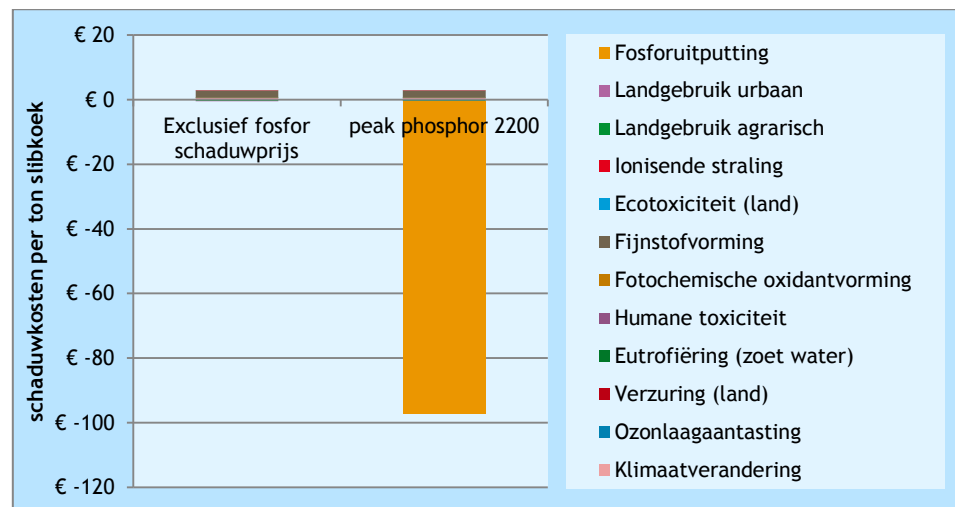 € 20
€ 0
€ -20
€ -40
€ -60
€ -80
€ -100
€ -120
schaduwkosten per ton slibkoek
Exclusief fosfor
schaduwprijs
peak phosphor 2200
Fosforuitputting
Landgebruik urbaan
Landgebruik agrarisch
Ionisende straling
Ecotoxiciteit (land)
Fijnstofvorming
Fotochemische oxidantvorming
Humane toxiciteit
Eutrofiëring (zoet water)
Verzuring (land)
Ozonlaagaantasting
Klimaatverandering